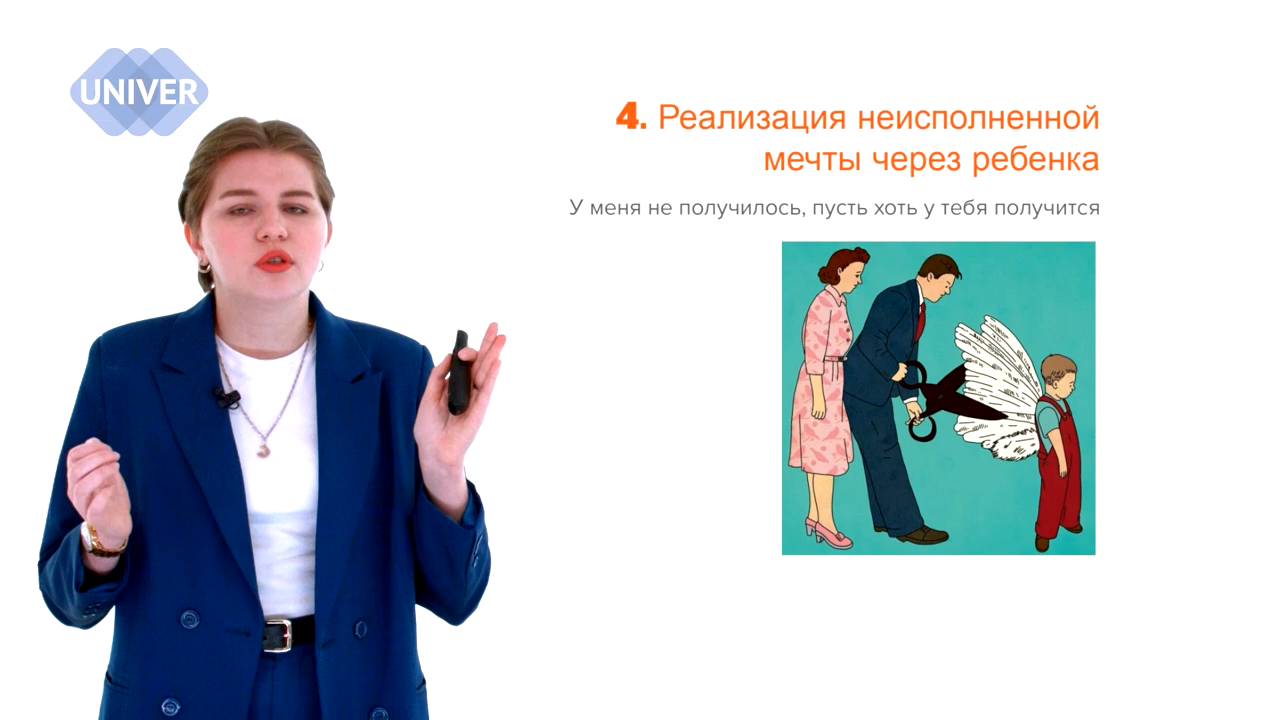 UNIVER
4. Реализация неисполненной
мечты через ребенка
У меня не получилось, пусть хоть у тебя получится